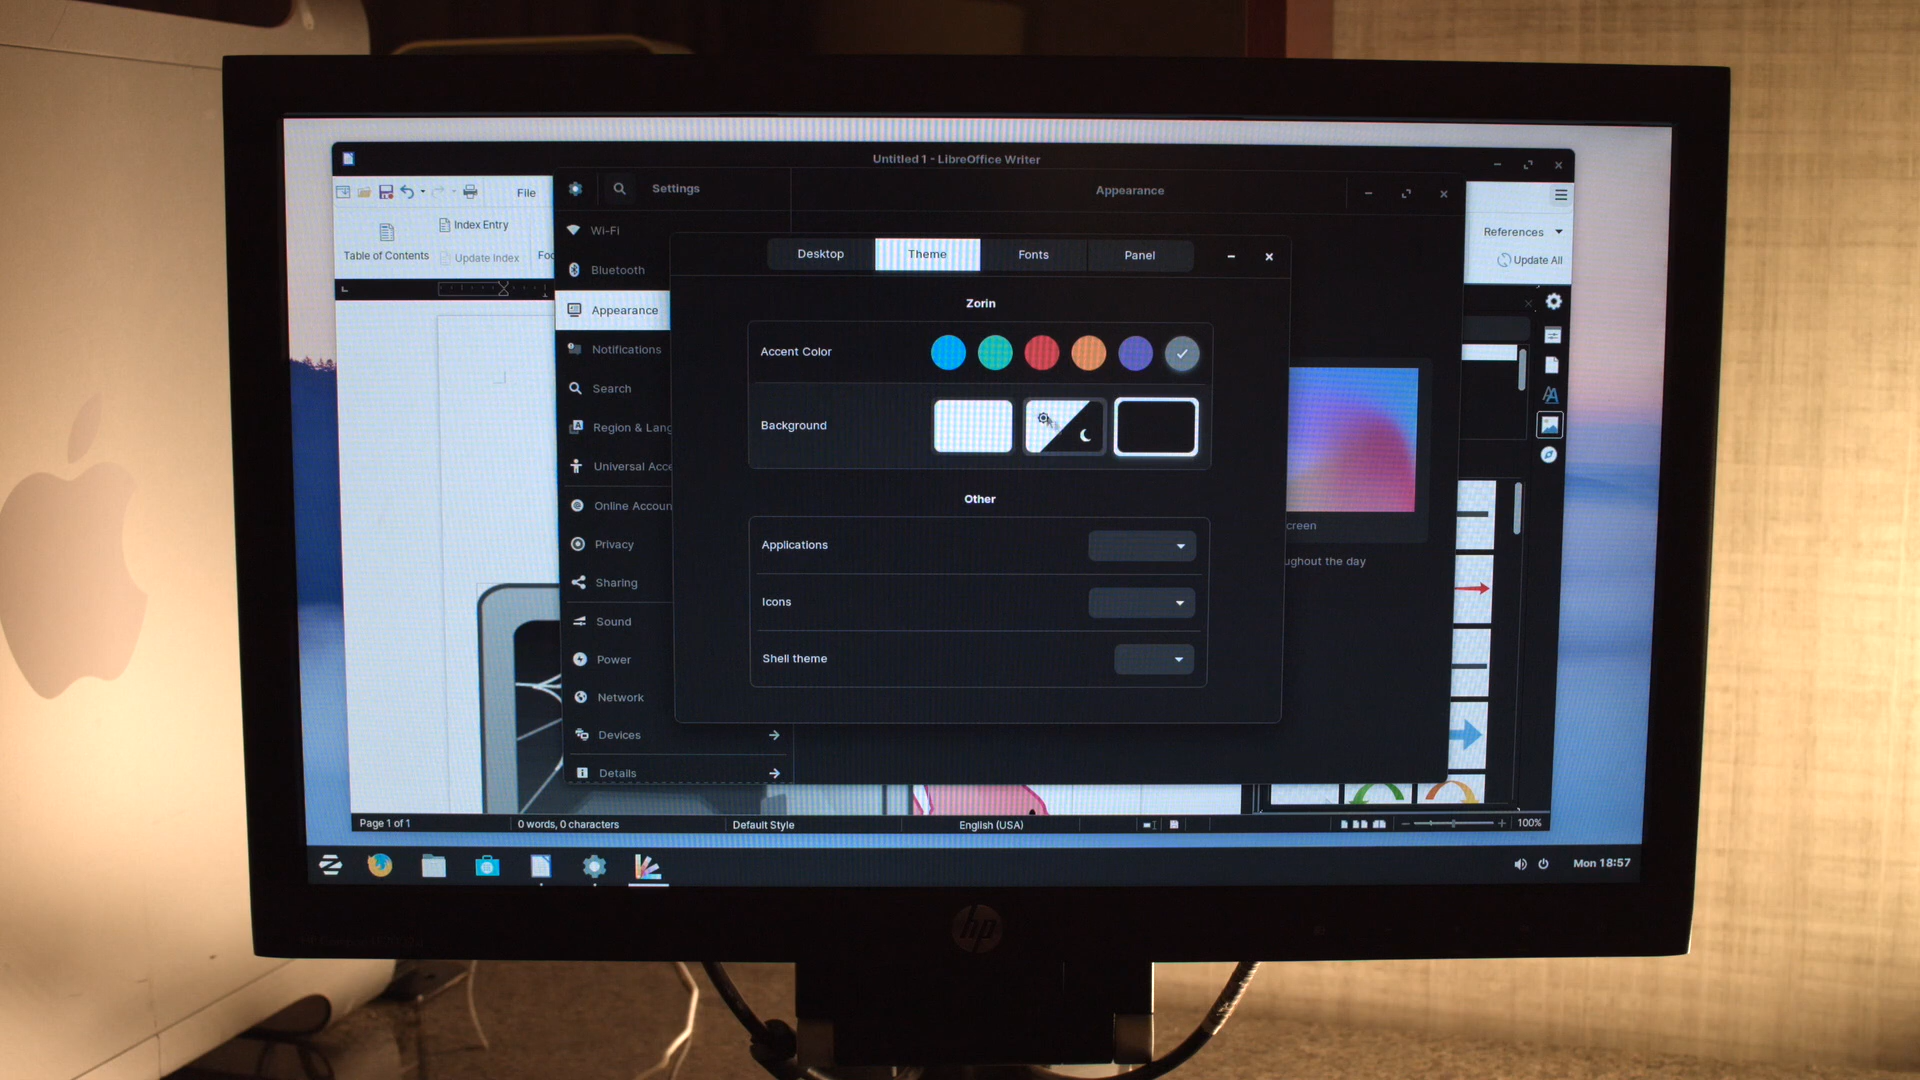 Untitled 1 - LibreOffice Writer
File
Table of Contents
Index Entry
Update Index
References
Update All
Settings
Appearance
Wi-Fi
Bluetooth
Appearance
Notifications
Search
Region & Lang
Universal Acce
Online Accoun
Privacy
Sharing
Sound
Power
Network
Devices
Details
Desktop
Theme
Fonts
Panel
Zorin
Accent Color
Background
Other
Applications
Icons
Shell theme
creen
ughout the day
Page 1 of 1
0 words, 0 characters
Default Style
English (USA)
100%
Mon 18:57
hp